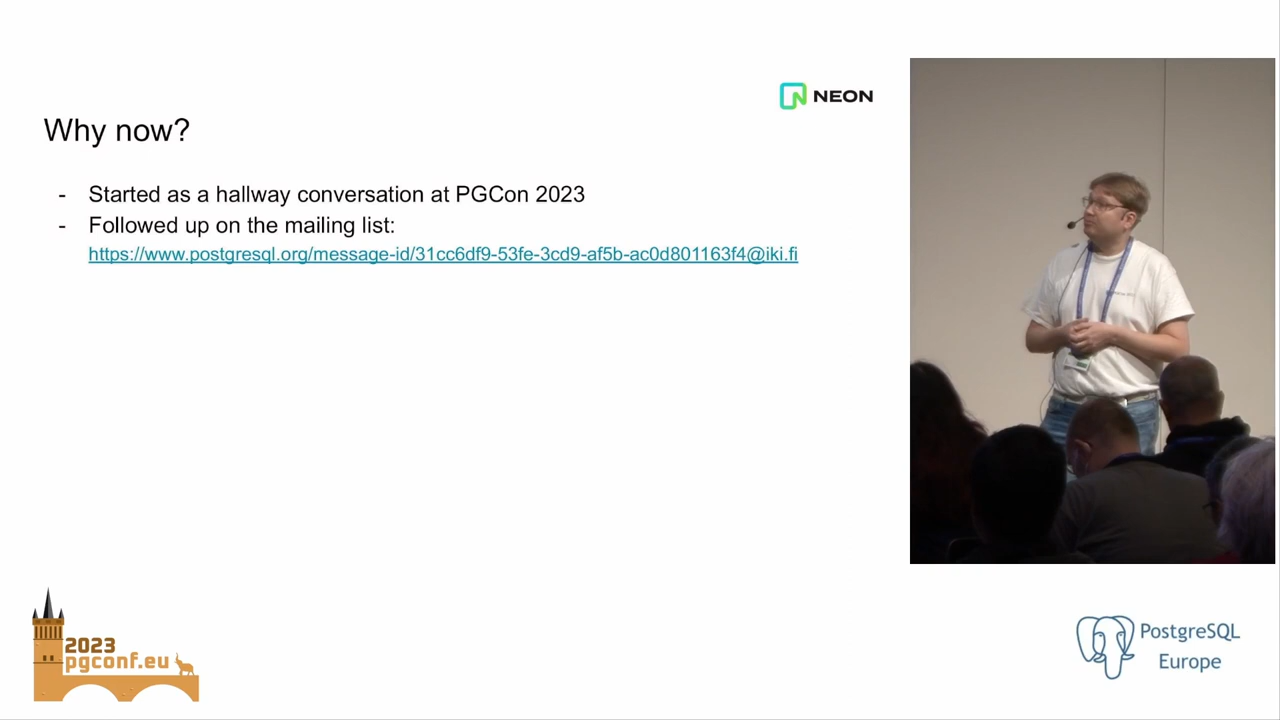 NEON
Why now?
- Started as a hallway conversation at PGCon 2023
- Followed up on the mailing list:
https://www.postgresql.org/message-id/31cc6df9-53fe-3cd9-af5b-ac0d801163f4@iki.fi
2023
pgconf.eu
PostgreSQL
Europe